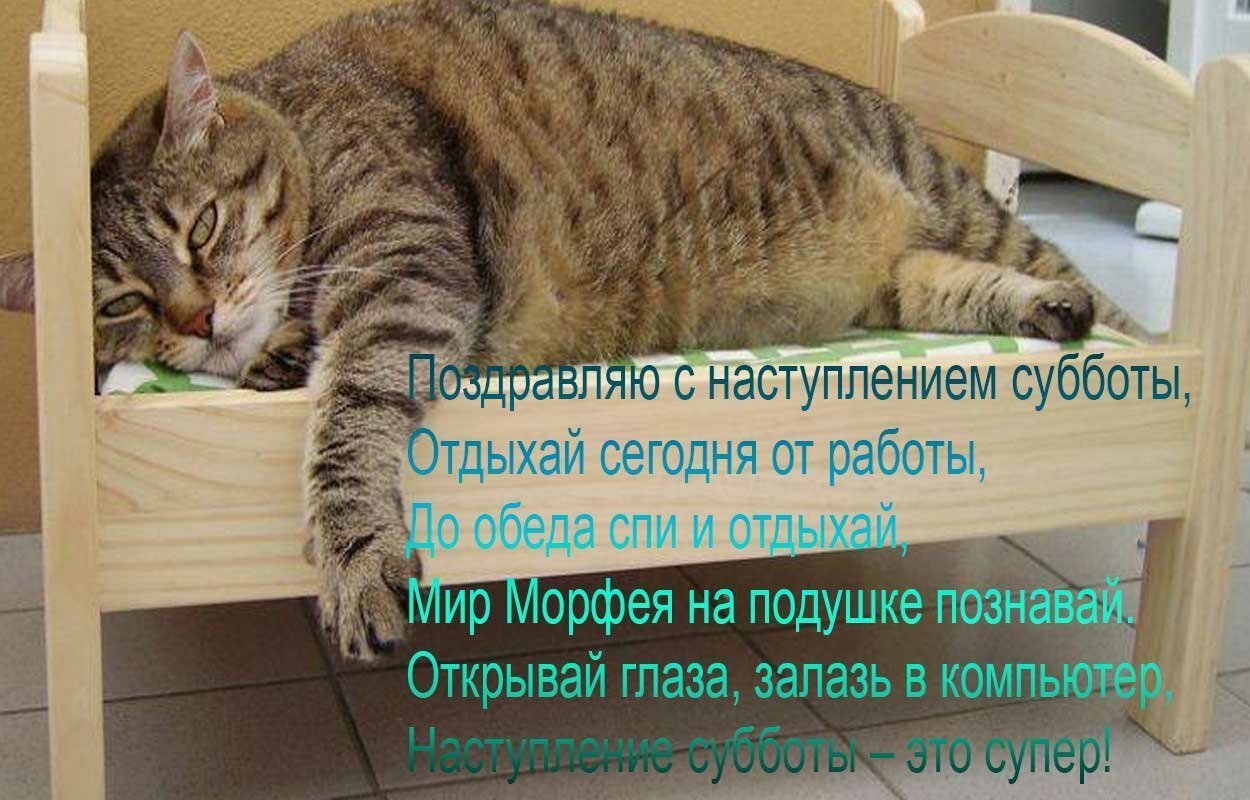 Поздравляю с наступлением субботы,
Отдыхай сегодня от работы,
До обеда спи и отдыхай,
Мир Морфея на подушке познавай.
Открывай глаза, залазь в компьютер,
Наступление субботы – это супер!